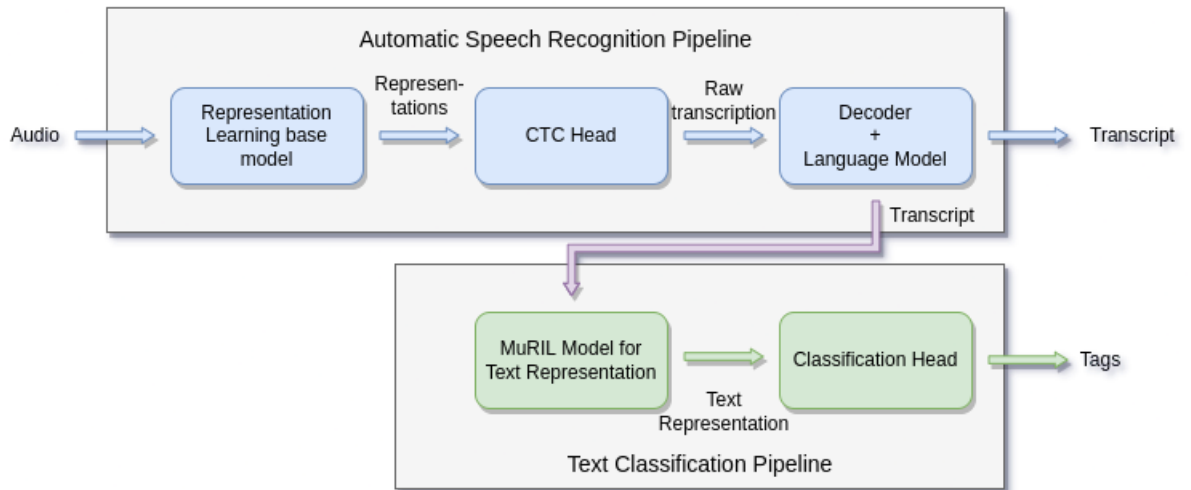 Automatic Speech Recognition Pipeline
Audio
Representation
Learning base
model
Represen-
tations
CTC Head
Raw
transcription
Decoder
+
Language Model
Transcript
Transcript
MuRIL Model for
Text Representation
Text
Representation
Classification Head
Tags
Text Classification Pipeline